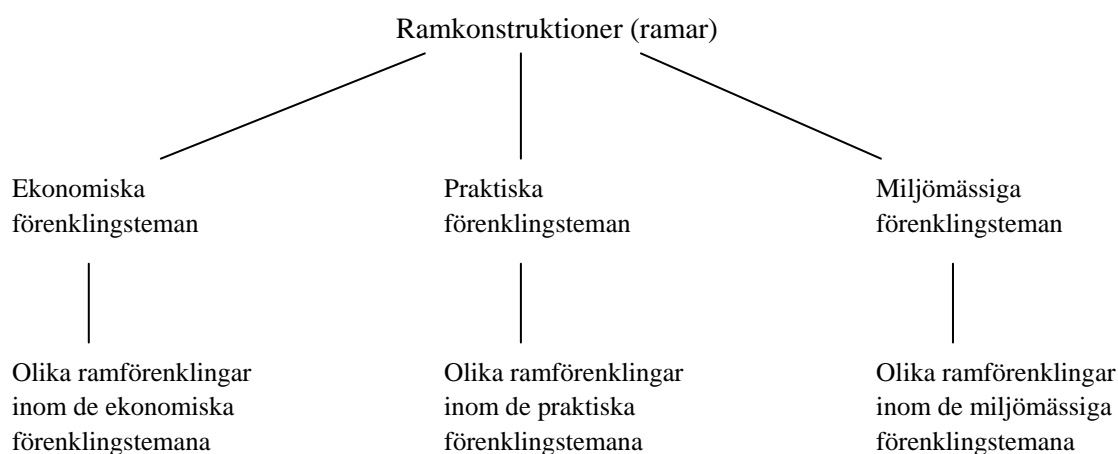 Ramkonstruktioner (ramar)
Ekonomiska
förenklingsteman
Praktiska
förenklingsteman
Miljömässiga
förenklingsteman
Olika ramförenklingar
inom de ekonomiska
förenklingstemana
Olika ramförenklingar
inom de praktiska
förenklingstemana
Olika ramförenklingar
inom de miljömässiga
förenklingstemana